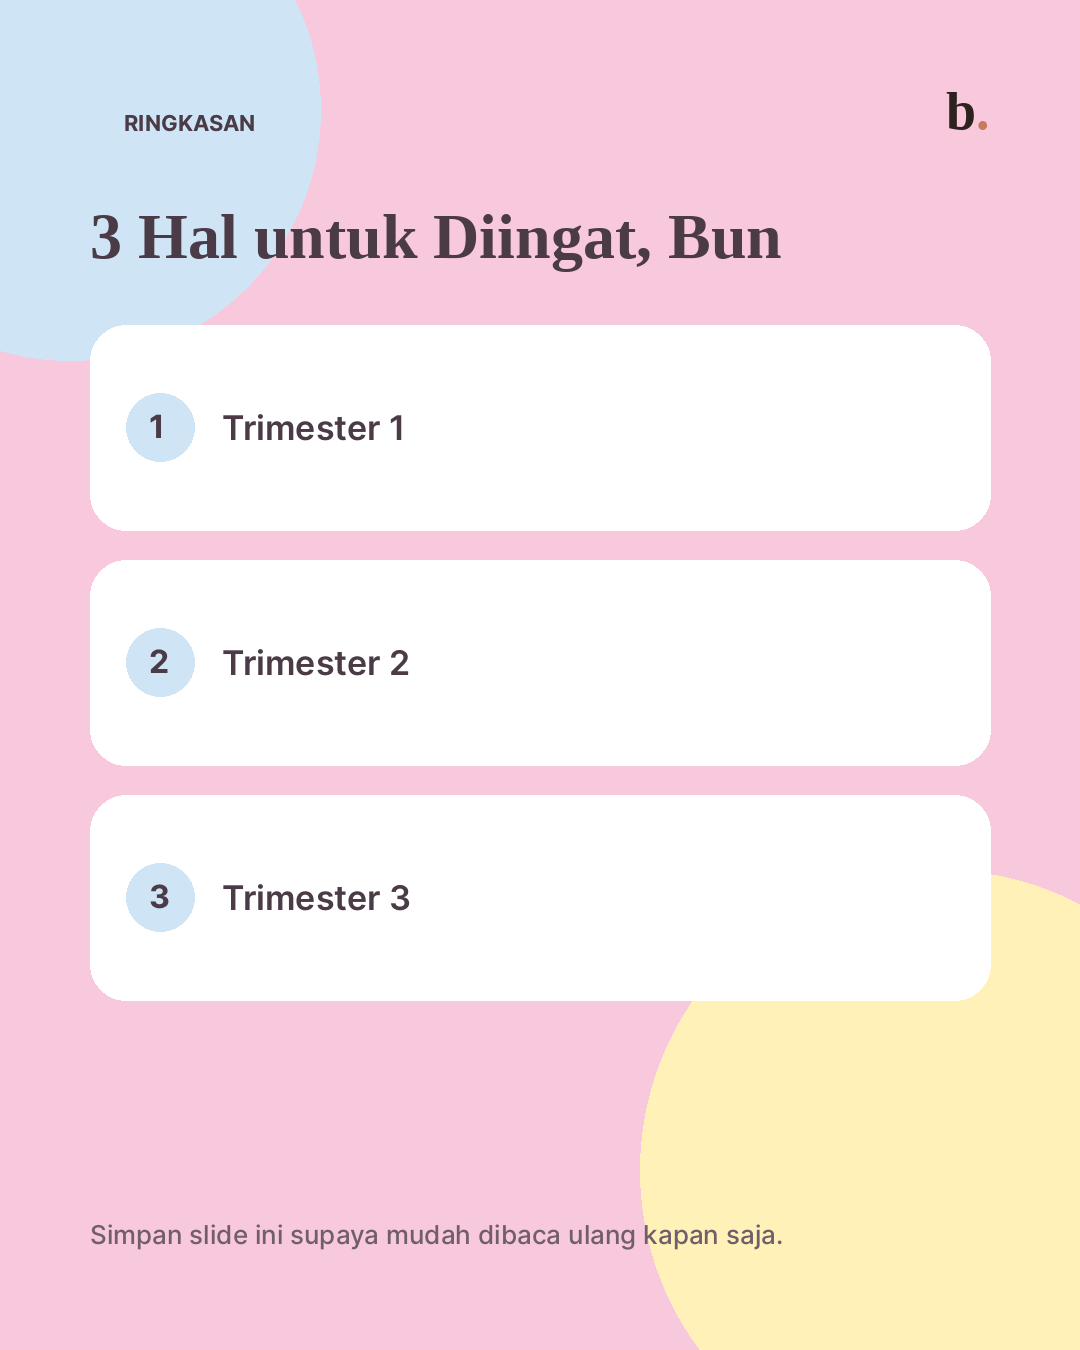 RINGKASAN
b.
3 Hal untuk Diingat, Bun
1 Trimester 1
2 Trimester 2
3 Trimester 3
Simpan slide ini supaya mudah dibaca ulang kapan saja.